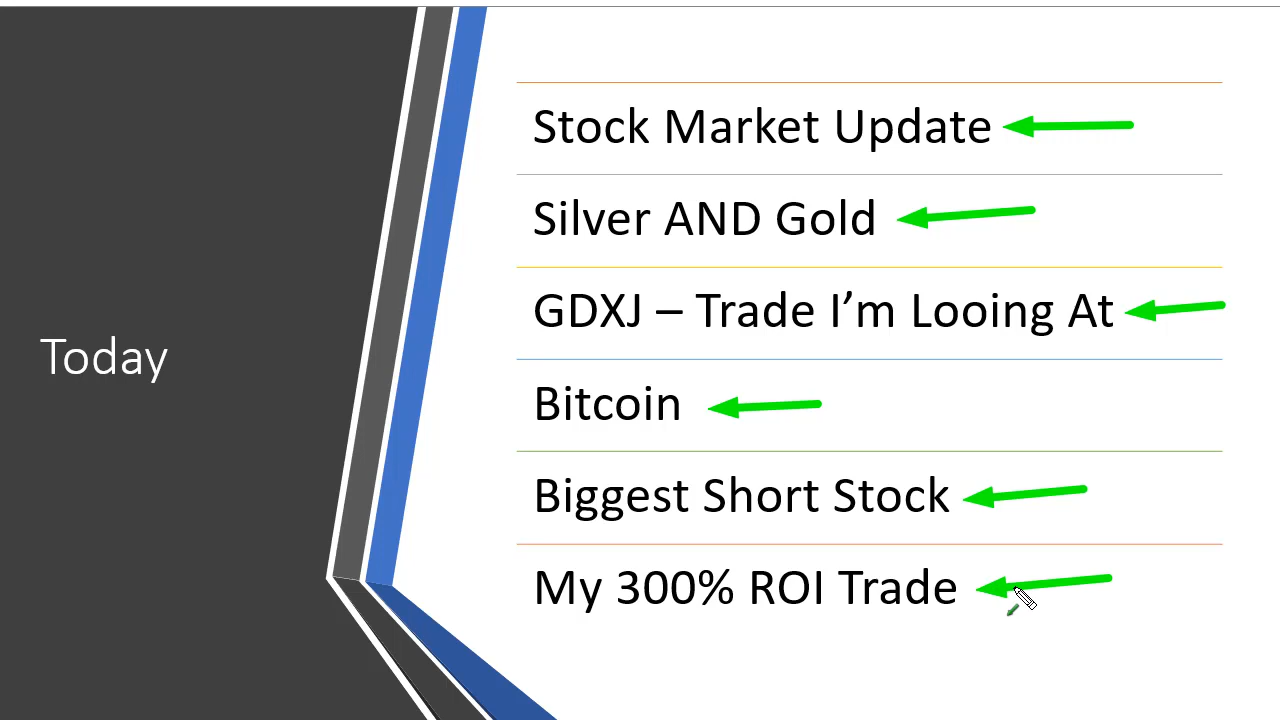 Today
Stock Market Update
Silver AND Gold
GDXJ – Trade I’m Looing At
Bitcoin
Biggest Short Stock
My 300% ROI Trade